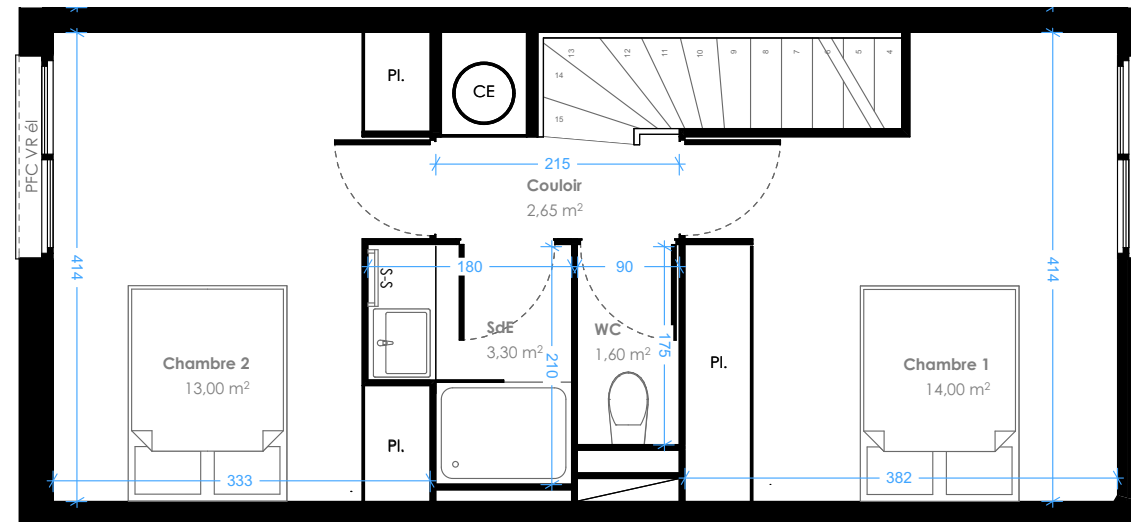 Pl.
CE
13
12
11
10
9
8
7
6
5
4
14
15
PFC VR él
215
Couloir
2,65 m²
414
414
180
90
S-S
SdE
3,30 m²
210
WC
1,60 m²
175
Pl.
Chambre 2
13,00 m²
Chambre 1
14,00 m²
Pl.
333
382